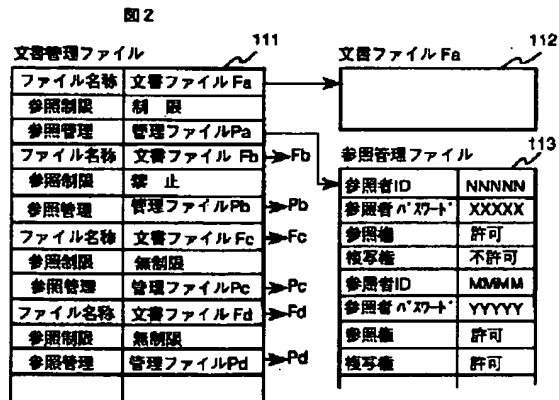 図2
文書管理ファイル
111
ファイル名称 文書ファイル Fa
参照制限 制 限
参照管理 管理ファイルPa
ファイル名称 文書ファイル Fb
Fb
参照制限 禁 止
参照管理 管理ファイルPb
Pb
ファイル名称 文書ファイル Fc
Fc
参照制限 無制限
参照管理 管理ファイルPc
Pc
ファイル名称 文書ファイル Fd
Fd
参照制限 無制限
参照管理 管理ファイルPd
Pd
文書ファイル Fa
112
参照管理ファイル
113
参照者ID NNNNN
参照者パスワード XXXXX
参照権 許可
複写権 不許可
参照者ID MMMM
参照者パスワード YYYYY
参照権 許可
複写権 許可